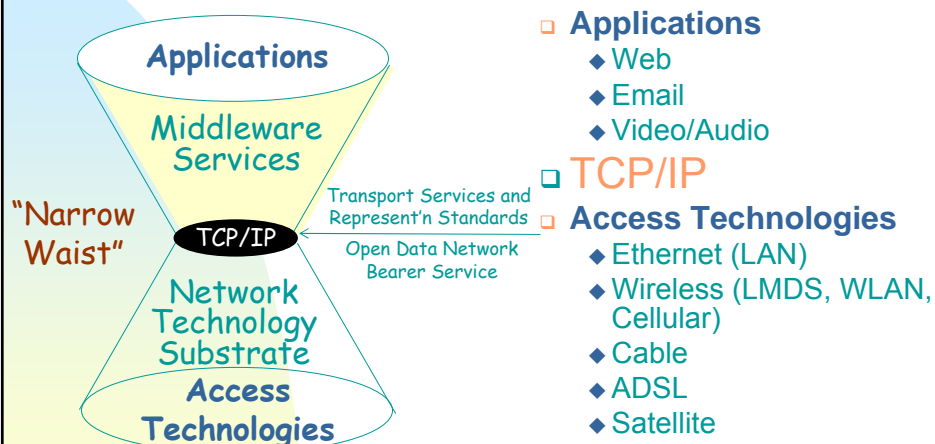 Applications
Middleware
Services
"Narrow
Waist"
TCP/IP
Transport Services and
Represent'n Standards
Open Data Network
Bearer Service
Network
Technology
Substrate
Access
Technologies
Applications
Web
Email
Video/Audio
TCP/IP
Access Technologies
Ethernet (LAN)
Wireless (LMDS, WLAN,
Cellular)
Cable
ADSL
Satellite